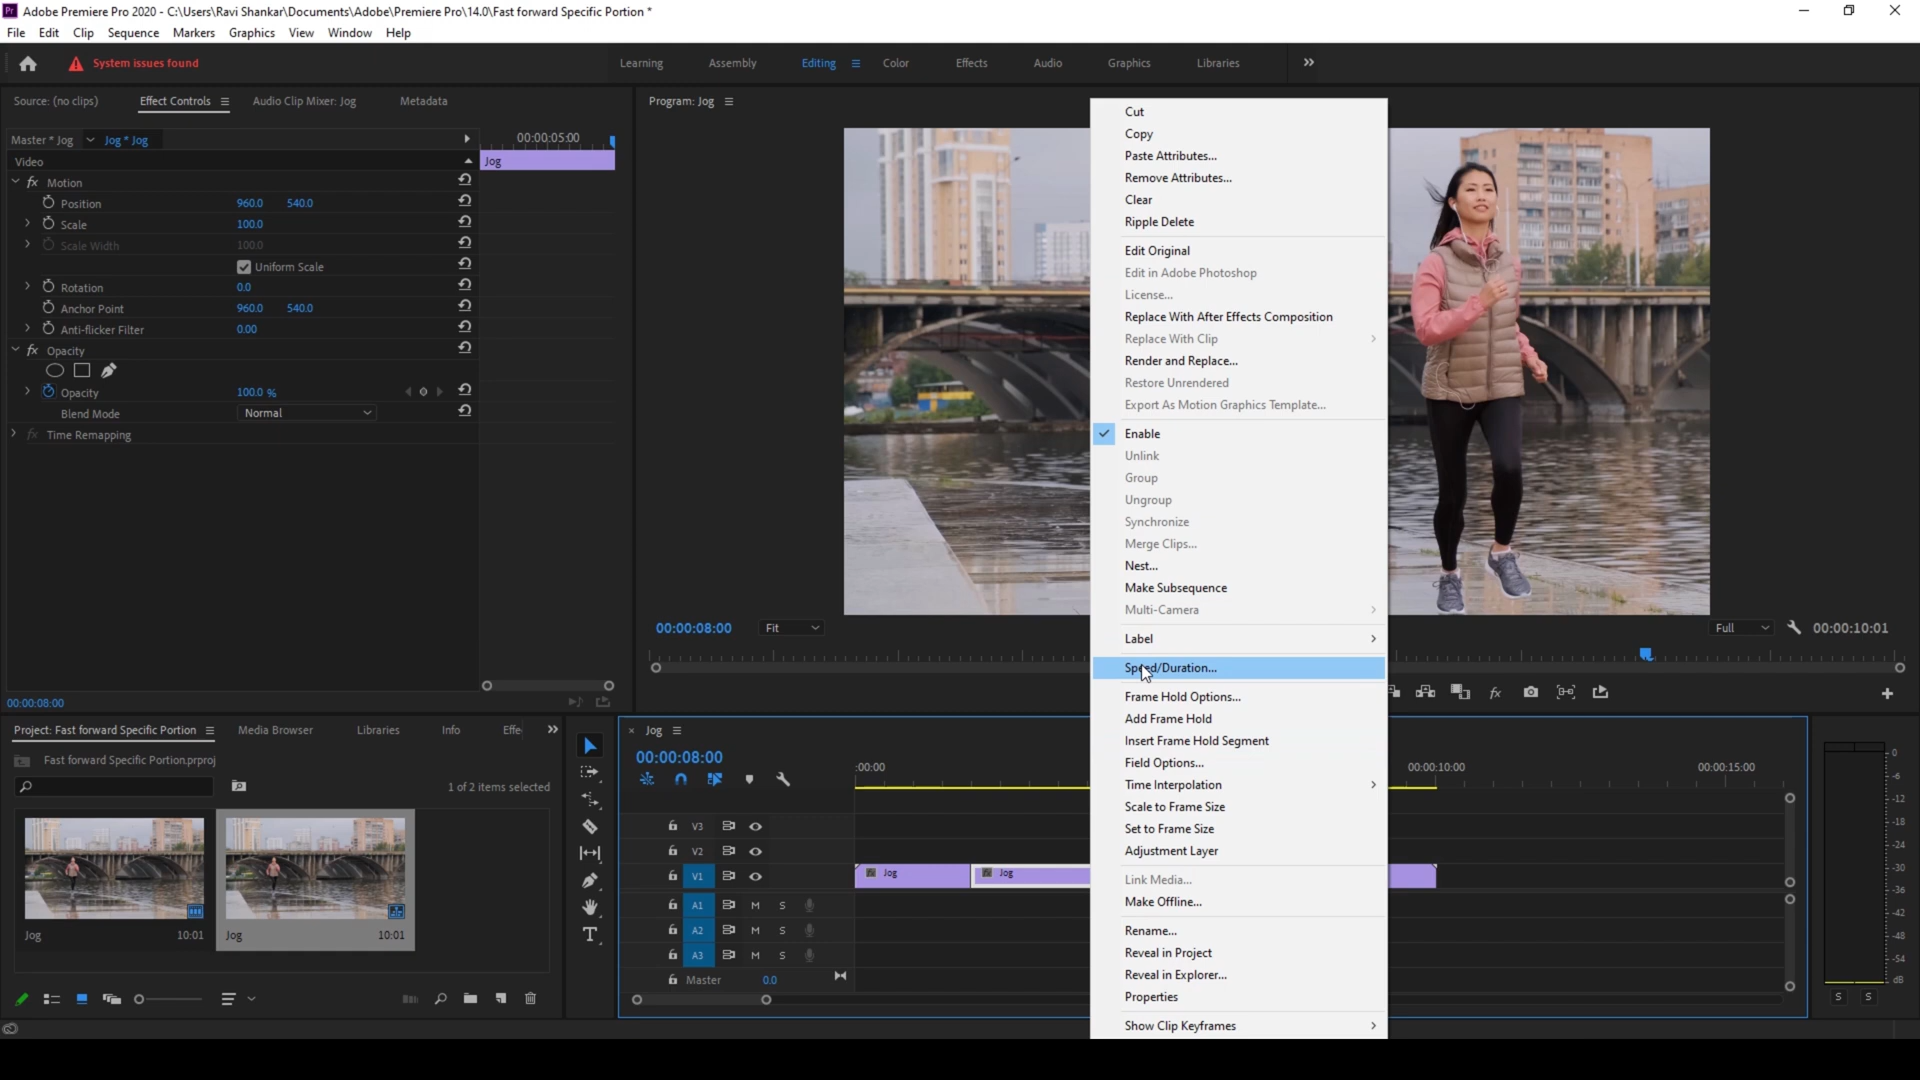 Adobe Premiere Pro 2020 - C:\Users\Ravi Shankar\Documents\Adobe\Premiere Pro\14.0\Fast forward Specific Portion *
File Edit Clip Sequence Markers Graphics View Window Help
System issues found
Learning Assembly Editing Color Effects Audio Graphics Libraries
Source: (no clips) Effect Controls Audio Clip Mixer: Jog Metadata
Master * Jog Jog * Jog 00:00:05:00
Video Jog
fx Motion
Position 960.0 540.0
Scale 100.0
Scale Width 100.0
Uniform Scale
Rotation 0.0
Anchor Point 960.0 540.0
Anti-flicker Filter 0.00
fx Opacity
Opacity 100.0 %
Blend Mode Normal
fx Time Remapping
00:00:08:00
Program: Jog
Cut
Copy
Paste Attributes...
Remove Attributes...
Clear
Ripple Delete
Edit Original
Edit in Adobe Photoshop
License...
Replace With After Effects Composition
Replace With Clip
Render and Replace...
Restore Unrendered
Export As Motion Graphics Template...
Enable
Unlink
Group
Ungroup
Synchronize
Merge Clips...
Nest...
Make Subsequence
Multi-Camera
Label
Speed/Duration...
Frame Hold Options...
Add Frame Hold
Insert Frame Hold Segment
Field Options...
Time Interpolation
Scale to Frame Size
Set to Frame Size
Adjustment Layer
Link Media...
Make Offline...
Rename...
Reveal in Project
Reveal in Explorer...
Properties
Show Clip Keyframes
00:00:08:00 Fit Full 00:00:10:01
fx
Project: Fast forward Specific Portion Media Browser Libraries Info Effe
Fast forward Specific Portion.prproj
1 of 2 items selected
Jog 10:01 Jog 10:01
Jog
00:00:08:00
:00:00 00:00:10:00 00:00:15:00
V3
V2
V1 Jog Jog
A1 M S
A2 M S
A3 M S
Master 0.0
0
-6
-12
-18
-24
-30
-36
-42
-48
-54
dB
S S